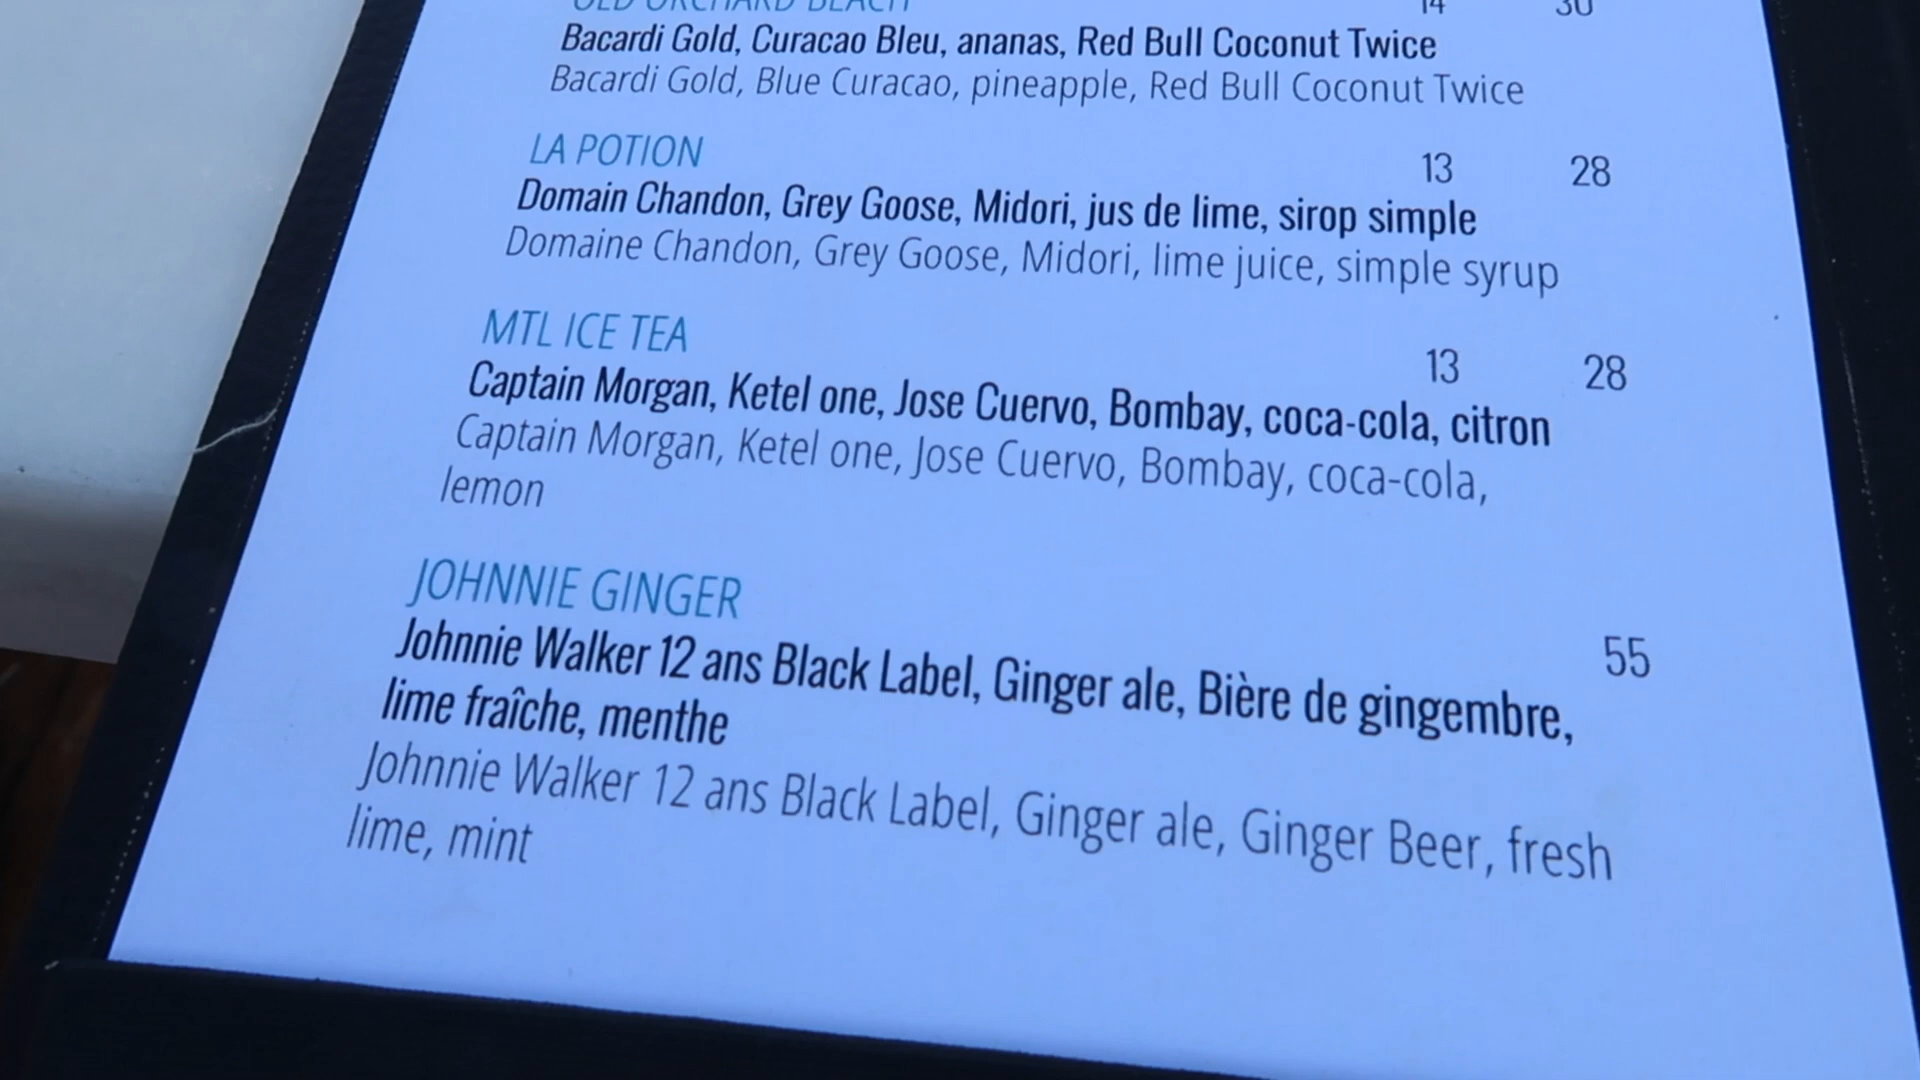 OLD ORCHARD BEACH 14 30
Bacardi Gold, Curacao Bleu, ananas, Red Bull Coconut Twice
Bacardi Gold, Blue Curacao, pineapple, Red Bull Coconut Twice
LA POTION 13 28
Domain Chandon, Grey Goose, Midori, jus de lime, sirop simple
Domaine Chandon, Grey Goose, Midori, lime juice, simple syrup
MTL ICE TEA 13 28
Captain Morgan, Ketel one, Jose Cuervo, Bombay, coca-cola, citron
Captain Morgan, Ketel one, Jose Cuervo, Bombay, coca-cola,
lemon
JOHNNIE GINGER 55
Johnnie Walker 12 ans Black Label, Ginger ale, Bière de gingembre,
lime fraîche, menthe
Johnnie Walker 12 ans Black Label, Ginger ale, Ginger Beer, fresh
lime, mint